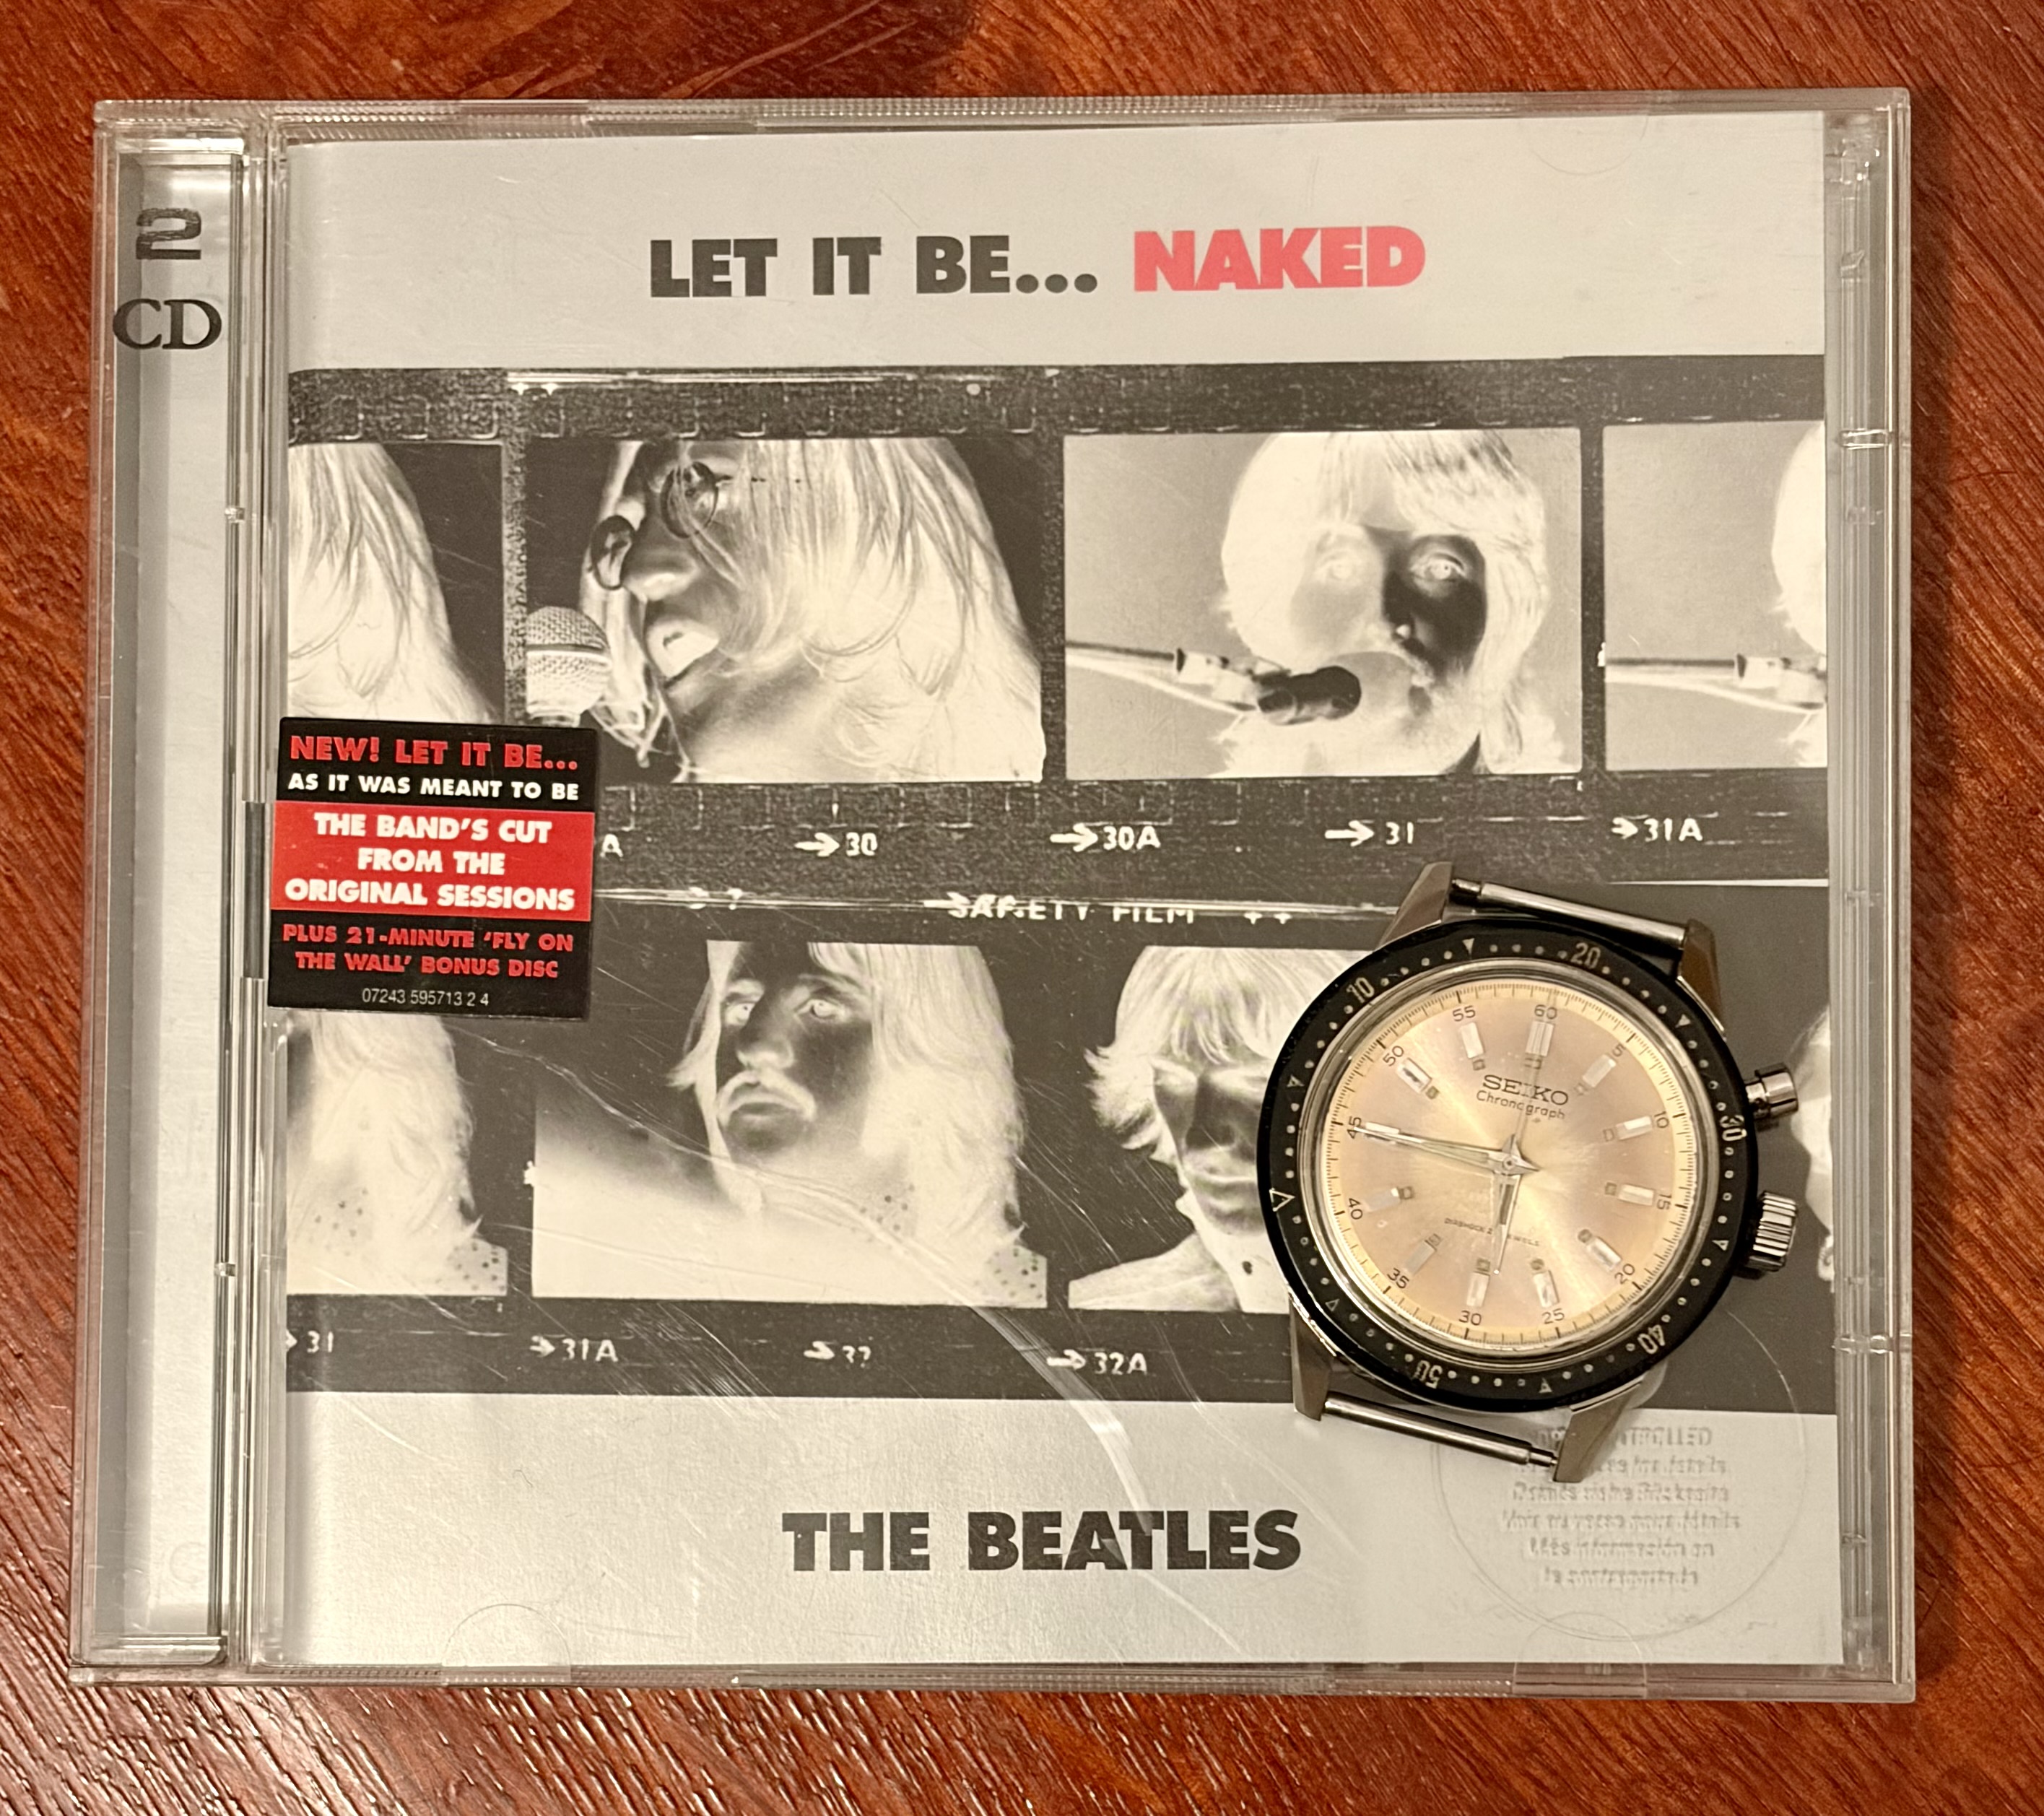 2
CD
LET IT BE... NAKED
NEW! LET IT BE...
AS IT WAS MEANT TO BE
THE BAND'S CUT
FROM THE
ORIGINAL SESSIONS
PLUS 21-MINUTE 'FLY ON
THE WALL' BONUS DISC
07243 595713 2 4
A →30 →30A →31 →31A
SAFETY FILM ++
→31 →31A →32A
10 20 30 40 50
60 5 10 15 20 25 30 35 40 45 50 55
SEIKO
Chronograph
DIASHOCK
THE BEATLES